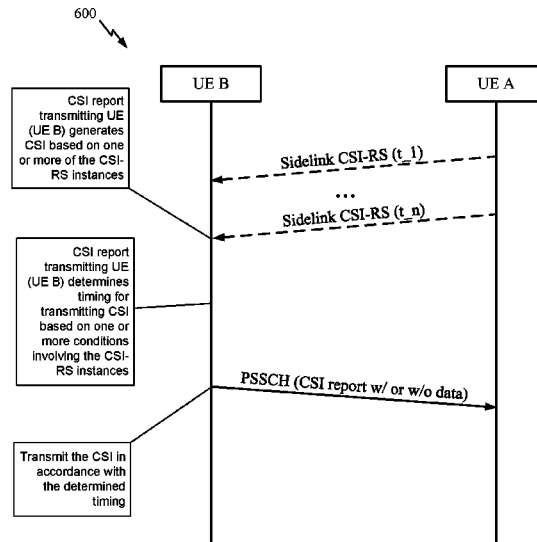 600
UE B
UE A
CSI report
transmitting UE
(UE B) generates
CSI based on one
or more of the CSI-
RS instances
Sidelink CSI-RS (t_1)
...
Sidelink CSI-RS (t_n)
CSI report
transmitting UE
(UE B) determines
timing for
transmitting CSI
based on one or
more conditions
involving the CSI-
RS instances
PSSCH (CSI report w/ or w/o data)
Transmit the CSI in
accordance with
the determined
timing